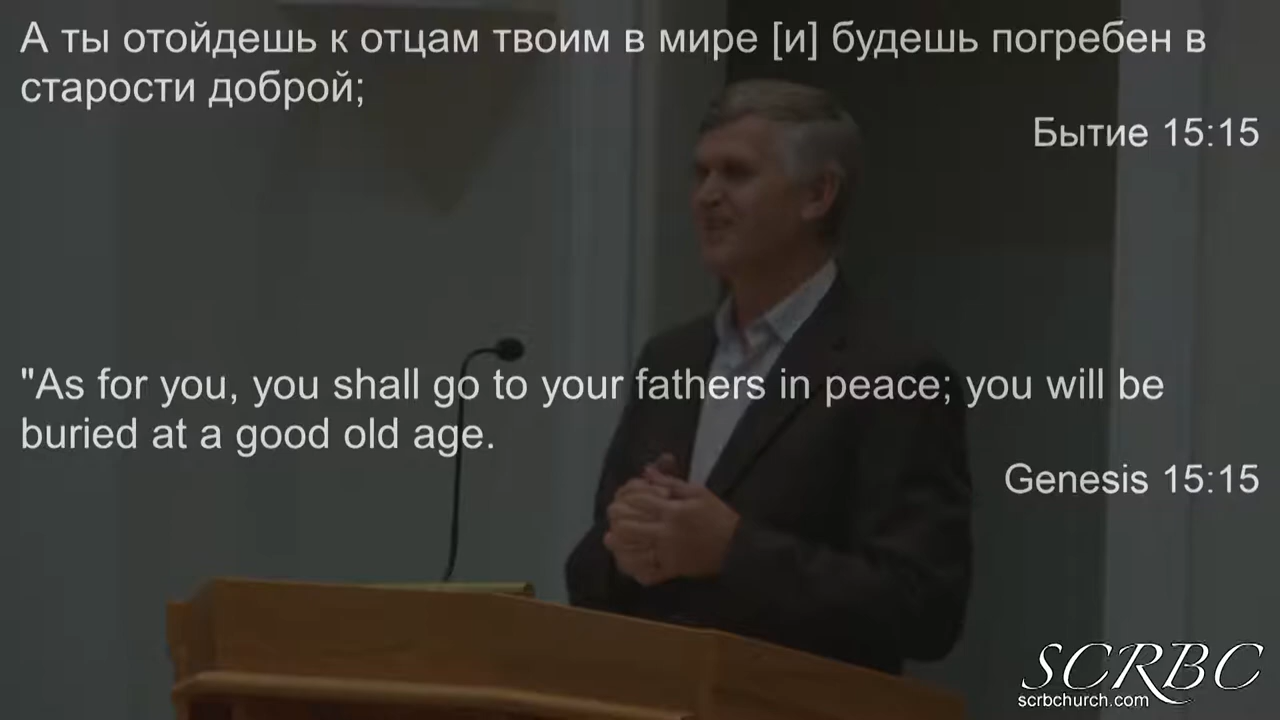 А ты отойдешь к отцам твоим в мире [и] будешь погребен в
старости доброй;
Бытие 15:15
"As for you, you shall go to your fathers in peace; you will be
buried at a good old age.
Genesis 15:15
SCRBC
scrbchurch.com